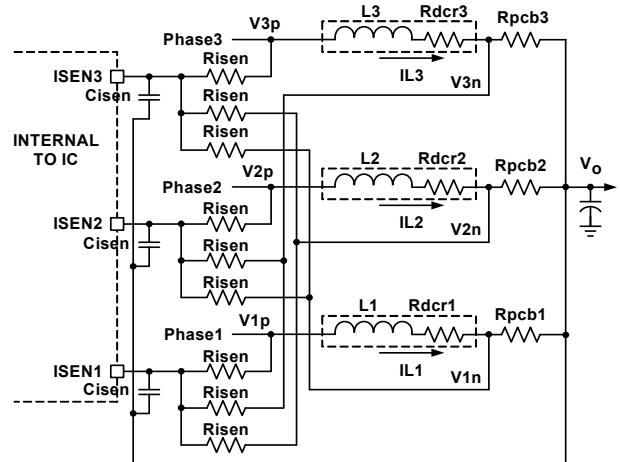 V3p L3 Rdcr3 Rpcb3
Phase3
Risen
ISEN3
IL3
Cisen
V3n
Risen
Risen
INTERNAL
TO IC
V2p L2 Rdcr2 Rpcb2
Vo
Phase2
Risen
ISEN2
IL2
Cisen
V2n
Risen
Risen
V1p L1 Rdcr1 Rpcb1
Phase1
Risen
ISEN1
IL1
Cisen
V1n
Risen
Risen